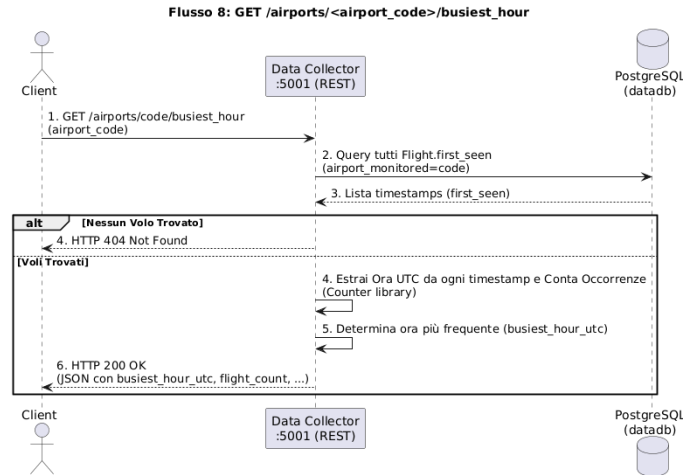 Flusso 8: GET /airports/<airport_code>/busiest_hour
Client
Data Collector
:5001 (REST)
PostgreSQL
(datadb)
1. GET /airports/code/busiest_hour
(airport_code)
2. Query tutti Flight.first_seen
(airport_monitored=code)
3. Lista timestamps (first_seen)
alt [Nessun Volo Trovato]
4. HTTP 404 Not Found
[Voli Trovati]
4. Estrai Ora UTC da ogni timestamp e Conta Occorrenze
(Counter library)
5. Determina ora più frequente (busiest_hour_utc)
6. HTTP 200 OK
(JSON con busiest_hour_utc, flight_count, ...)
Client
Data Collector
:5001 (REST)
PostgreSQL
(datadb)